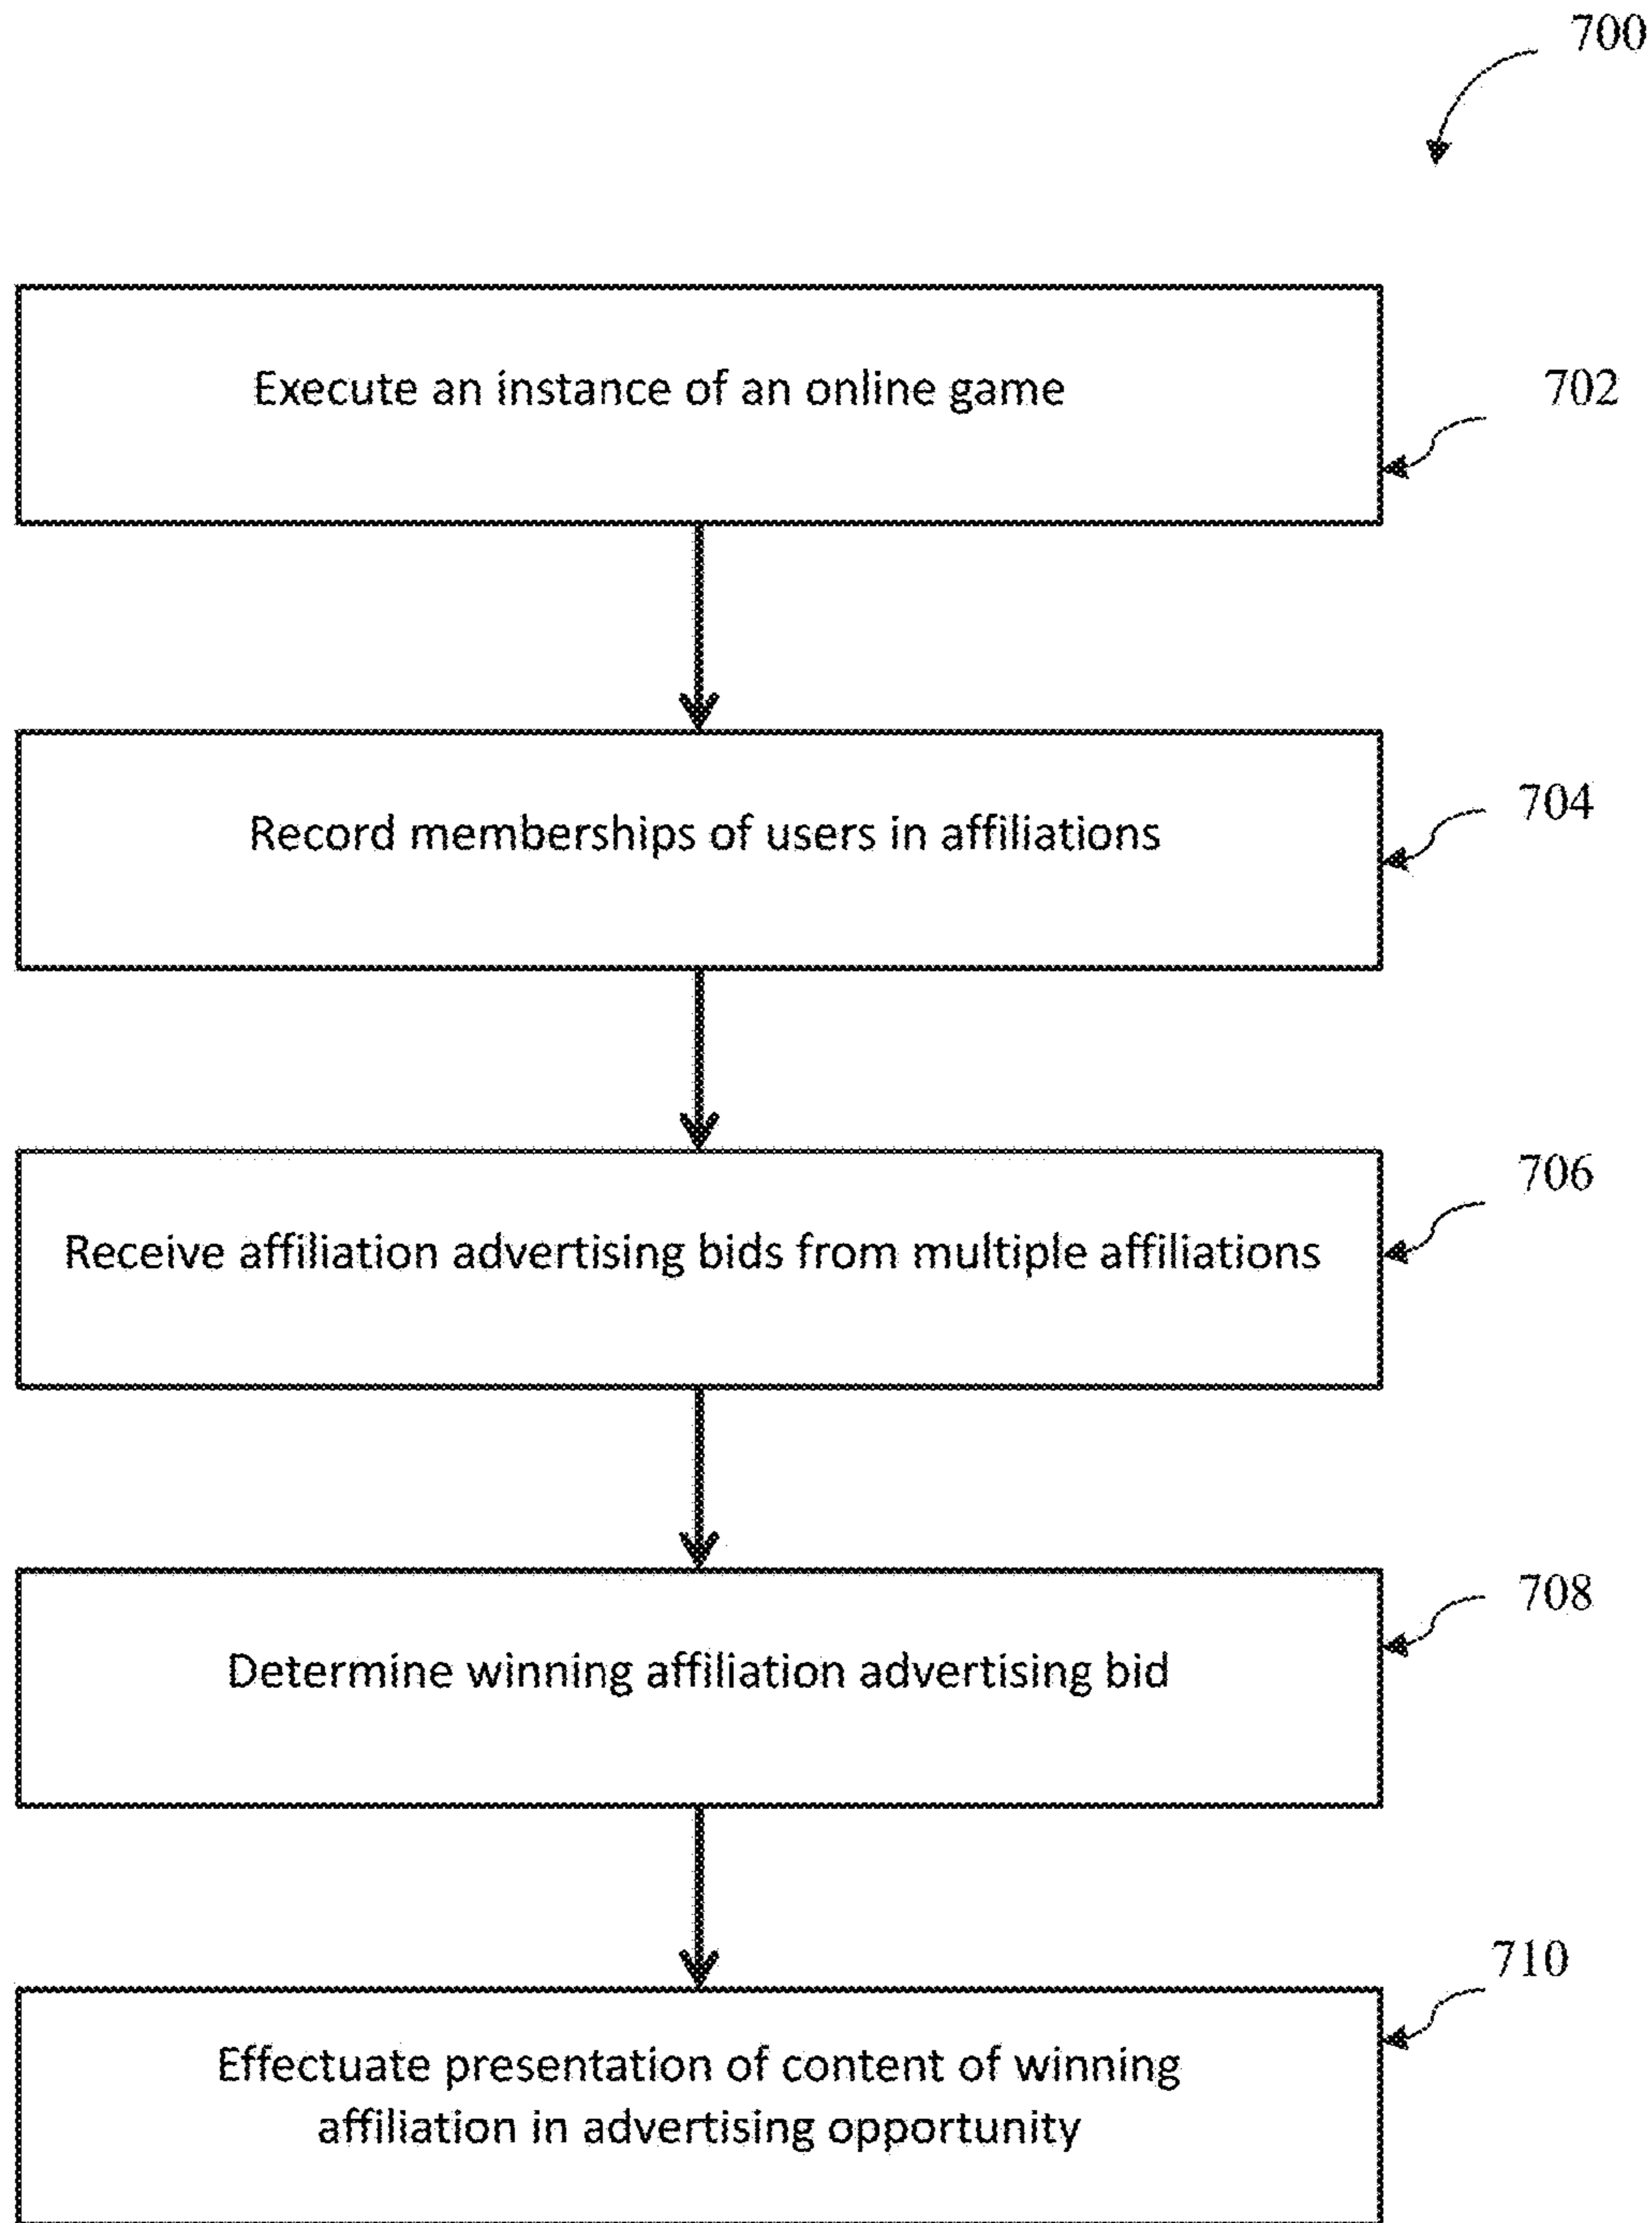 700
Execute an instance of an online game
702
Record memberships of users in affiliations
704
Receive affiliation advertising bids from multiple affiliations
706
Determine winning affiliation advertising bid
708
Effectuate presentation of content of winning
affiliation in advertising opportunity
710